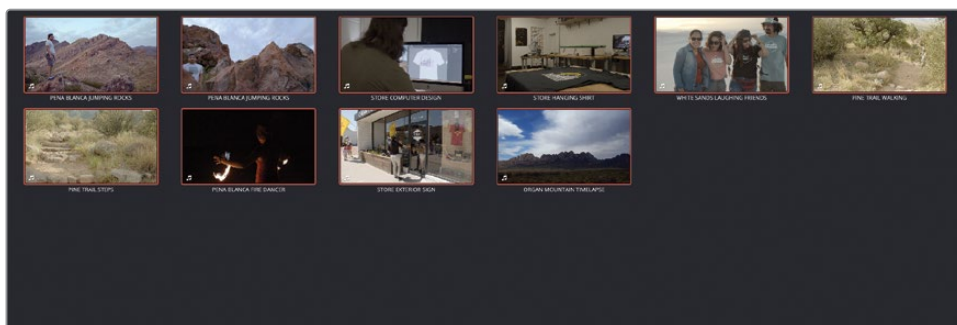 PENA BLANCA JUMPING ROCKS
PENA BLANCA JUMPING ROCKS
STORE COMPUTER DESIGN
STORE HANGING SHIRT
WHITE SANDS LAUGHING FRIENDS
PINE TRAIL WALKING
PINE TRAIL STEPS
PENA BLANCA FIRE DANCER
STORE EXTERIOR SIGN
ORGAN MOUNTAIN TIMELAPSE